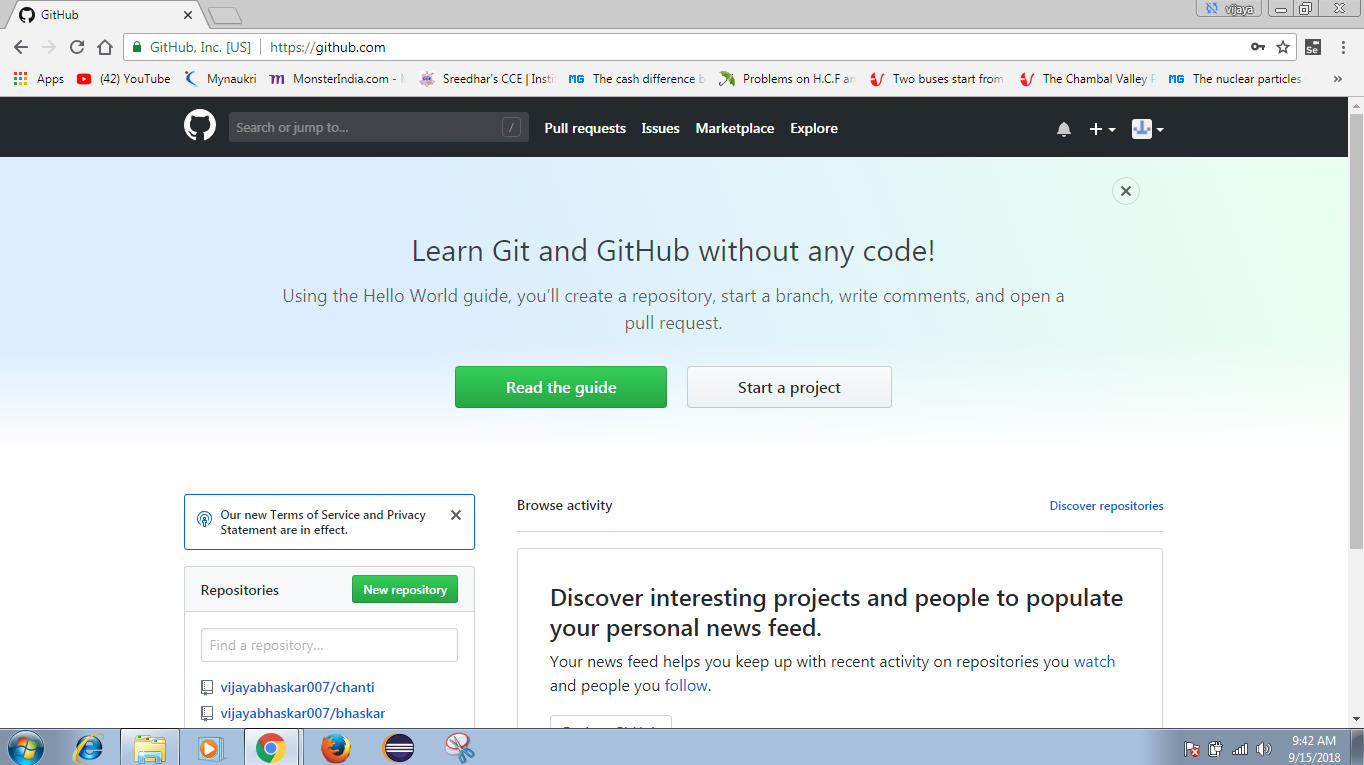 GitHub
vijaya
GitHub, Inc. [US]
https://github.com
Se
Apps
(42) YouTube
Mynaukri
MonsterIndia.com -
Sreedhar's CCE | Insti
MG The cash difference b
Problems on H.C.F an
Two buses start from
The Chambal Valley P
MG The nuclear particles
»
Search or jump to...
/
Pull requests
Issues
Marketplace
Explore
Learn Git and GitHub without any code!
Using the Hello World guide, you'll create a repository, start a branch, write comments, and open a
pull request.
Read the guide
Start a project
Our new Terms of Service and Privacy
Statement are in effect.
Browse activity
Discover repositories
Repositories
New repository
Find a repository...
vijayabhaskar007/chanti
vijayabhaskar007/bhaskar
Discover interesting projects and people to populate
your personal news feed.
Your news feed helps you keep up with recent activity on repositories you watch
and people you follow.
9:42 AM
9/15/2018